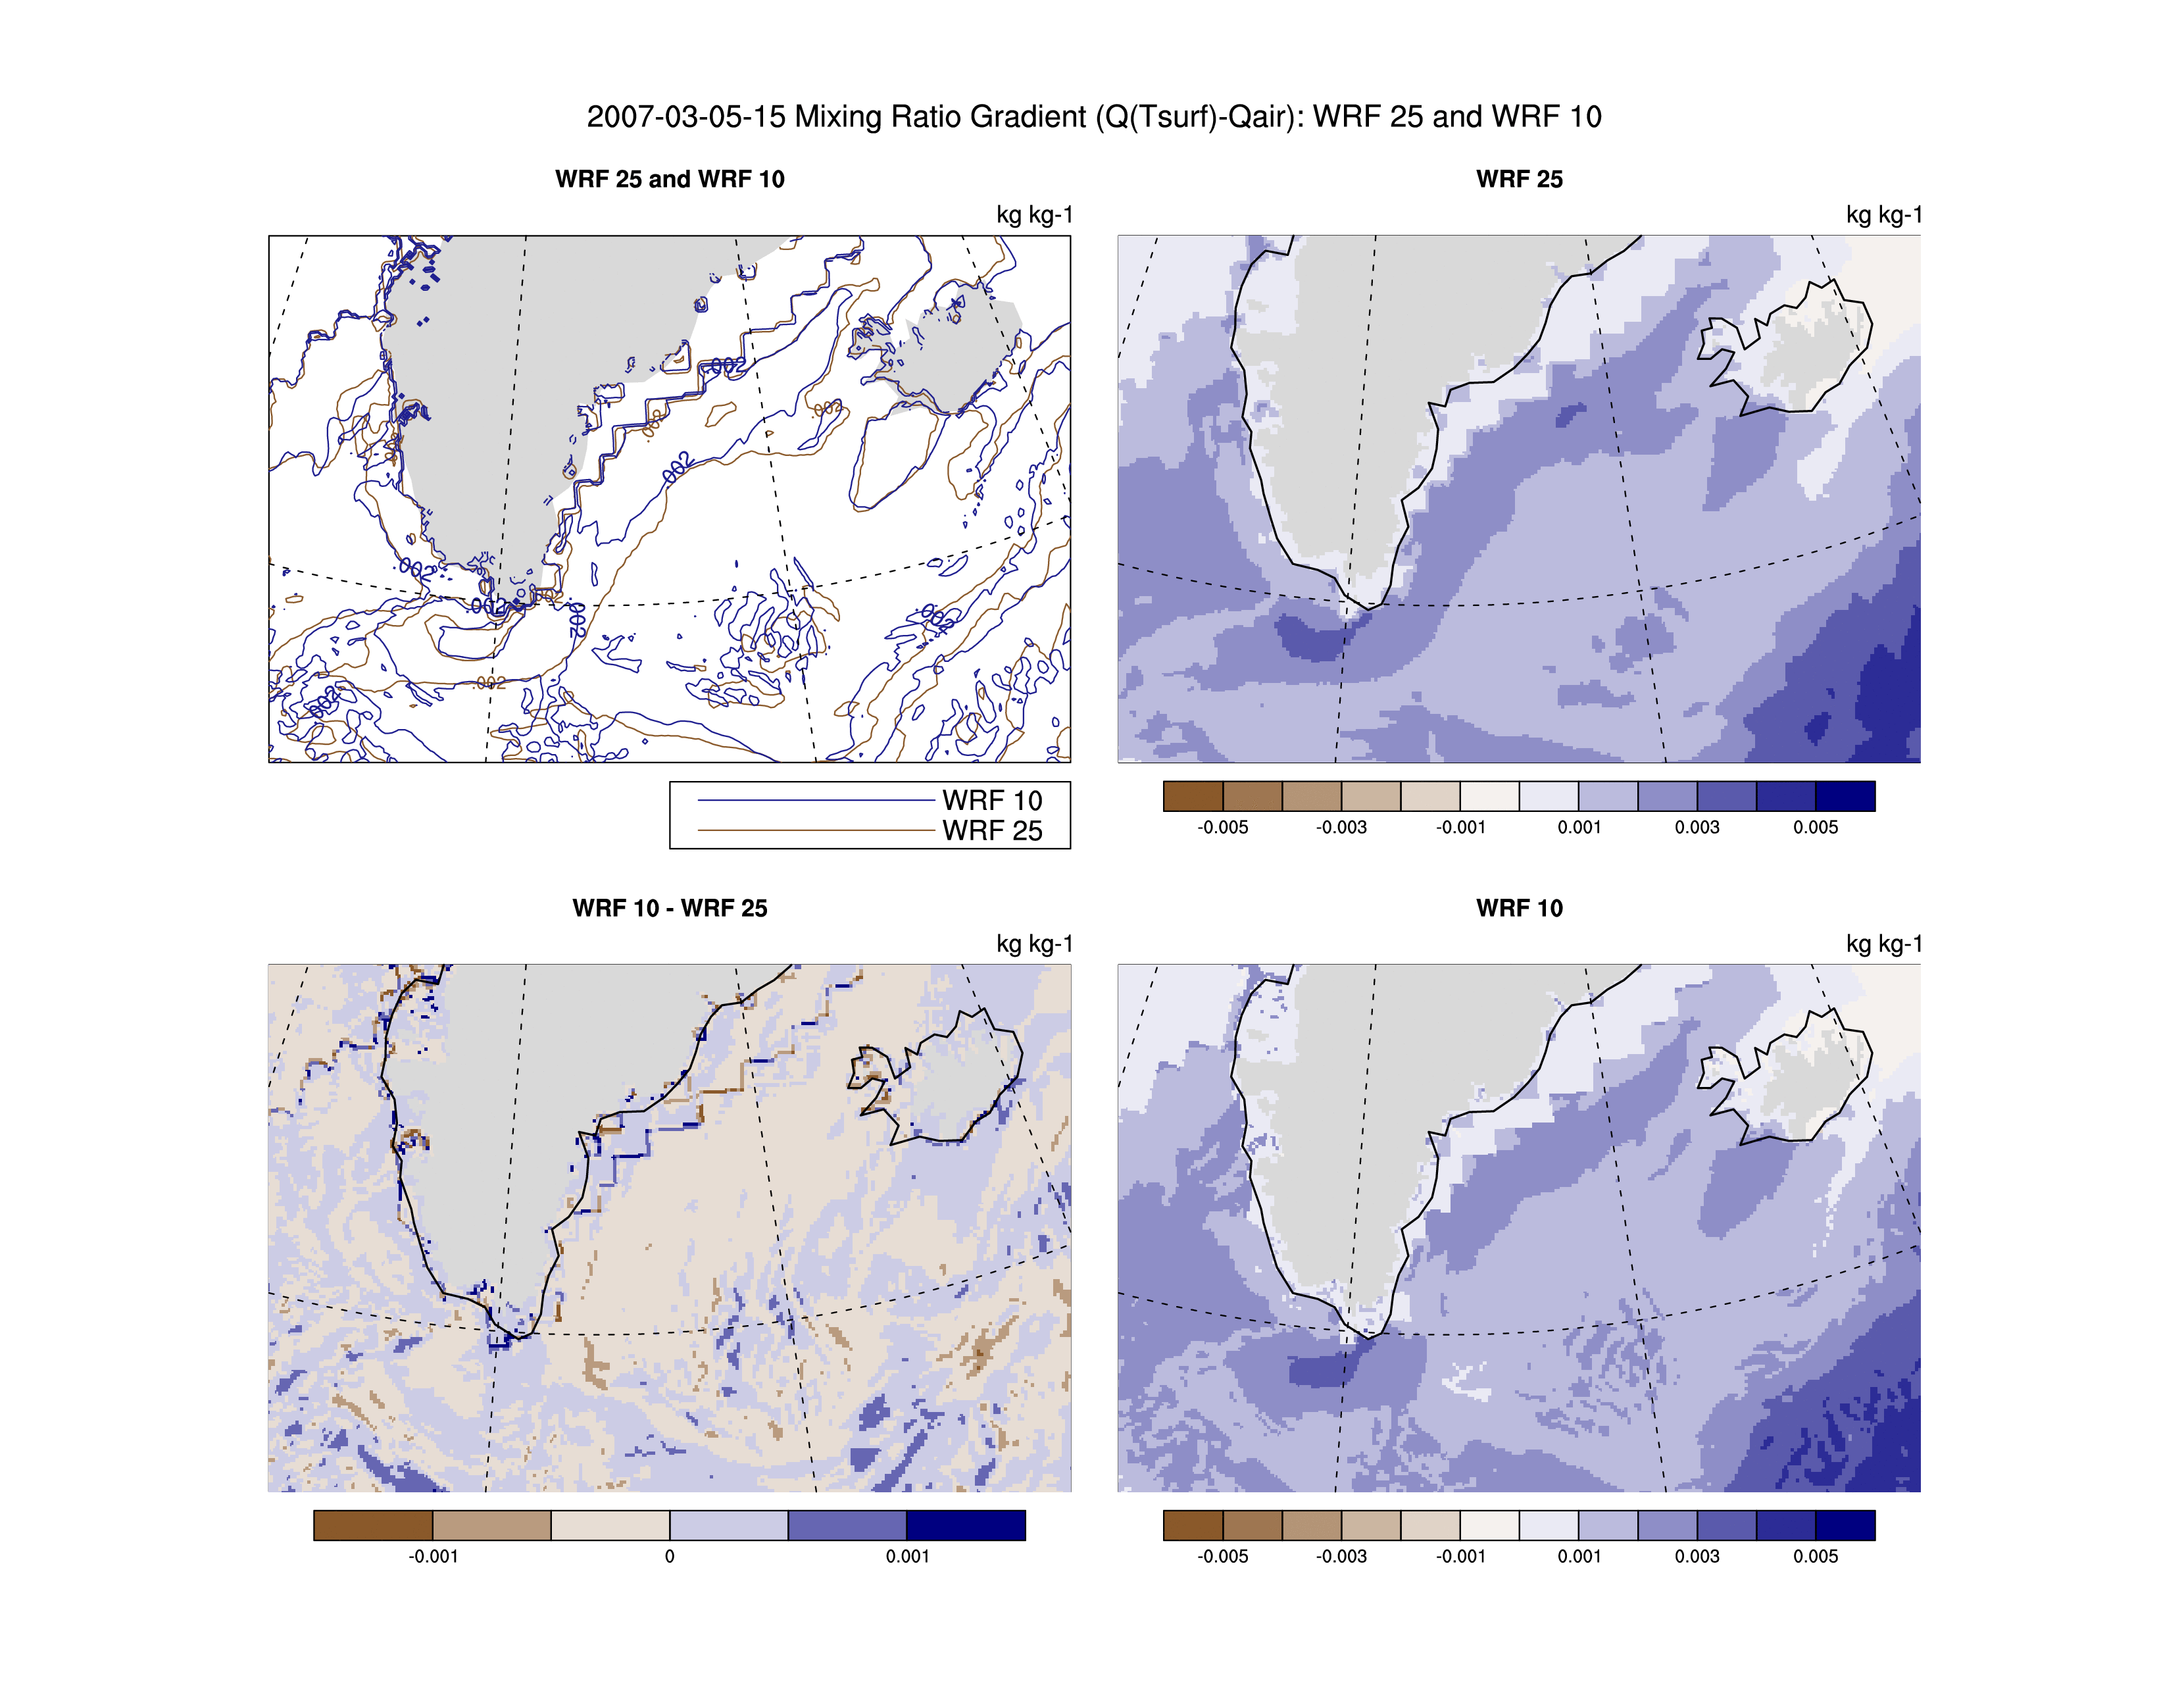 2007-03-05-15 Mixing Ratio Gradient (Q(Tsurf)-Qair): WRF 25 and WRF 10
WRF 25 and WRF 10
kg kg-1
.002
.002
.002
.002
.002
.002
.002
.002
.002
WRF 10
WRF 25
WRF 25
kg kg-1
-0.005 -0.003 -0.001 0.001 0.003 0.005
WRF 10 - WRF 25
kg kg-1
-0.001 0 0.001
WRF 10
kg kg-1
-0.005 -0.003 -0.001 0.001 0.003 0.005